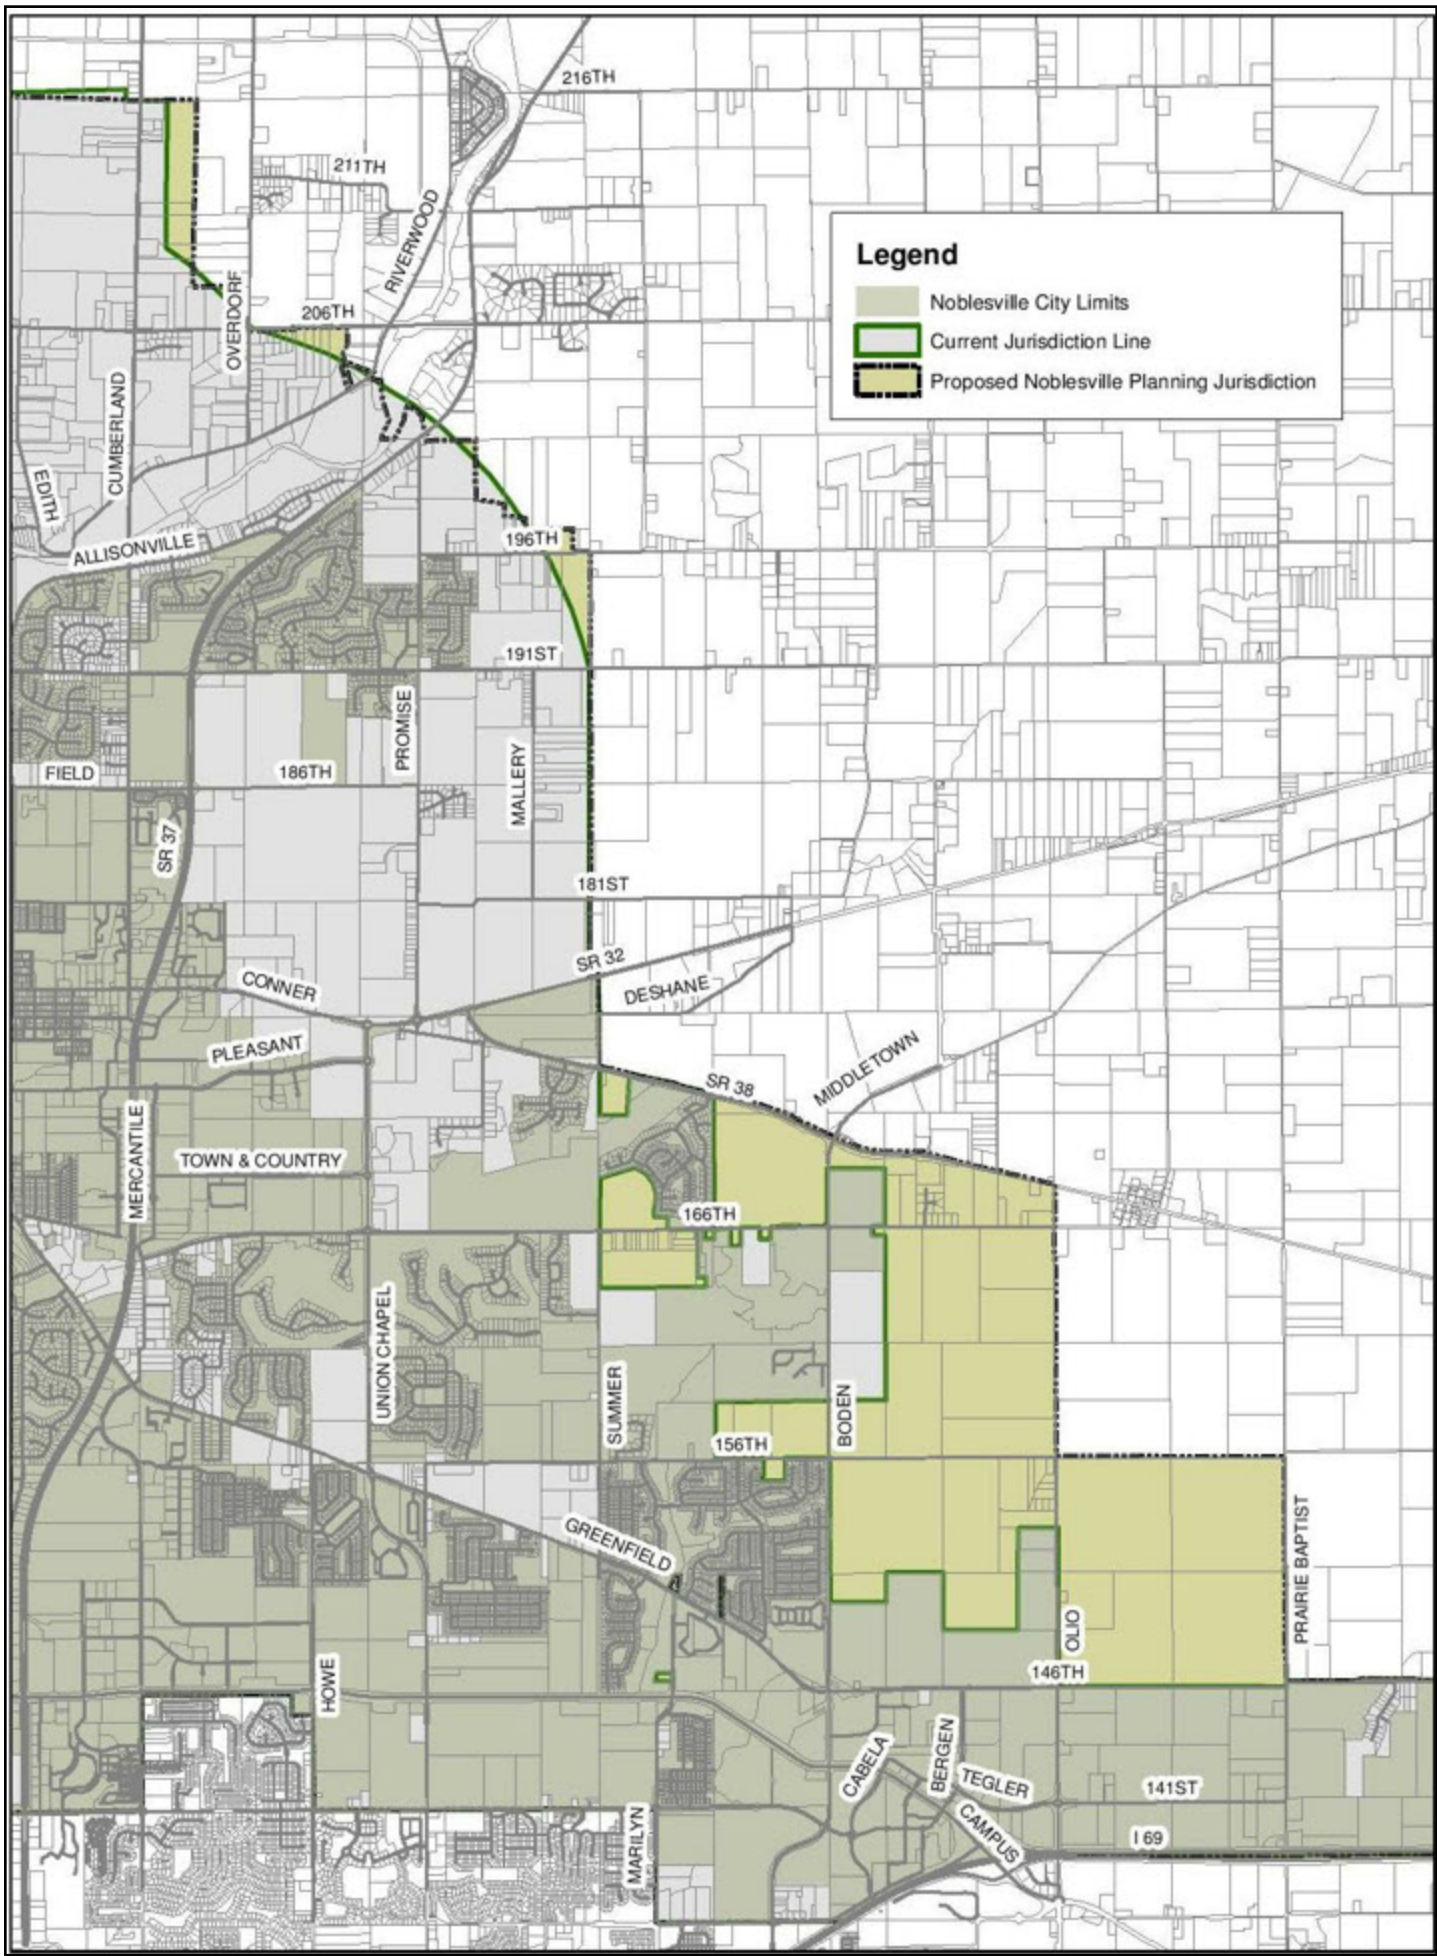 216TH
211TH
RIVERWOOD
Legend
Noblesville City Limits
Current Jurisdiction Line
Proposed Noblesville Planning Jurisdiction
OVERDORF
206TH
CUMBERLAND
EDITH
ALLISONVILLE
196TH
191ST
PROMISE
MALLERY
FIELD
186TH
SR 37
181ST
SR 32
CONNER
DESHANE
PLEASANT
MIDDLETOWN
SR 38
MERCANTILE
TOWN & COUNTRY
166TH
UNION CHAPEL
SUMMER
BODEN
156TH
GREENFIELD
PRAIRIE BAPTIST
OLIO
146TH
HOWE
CABELA
BERGEN
TEGLER
141ST
CAMPUS
MARILYN
I 69